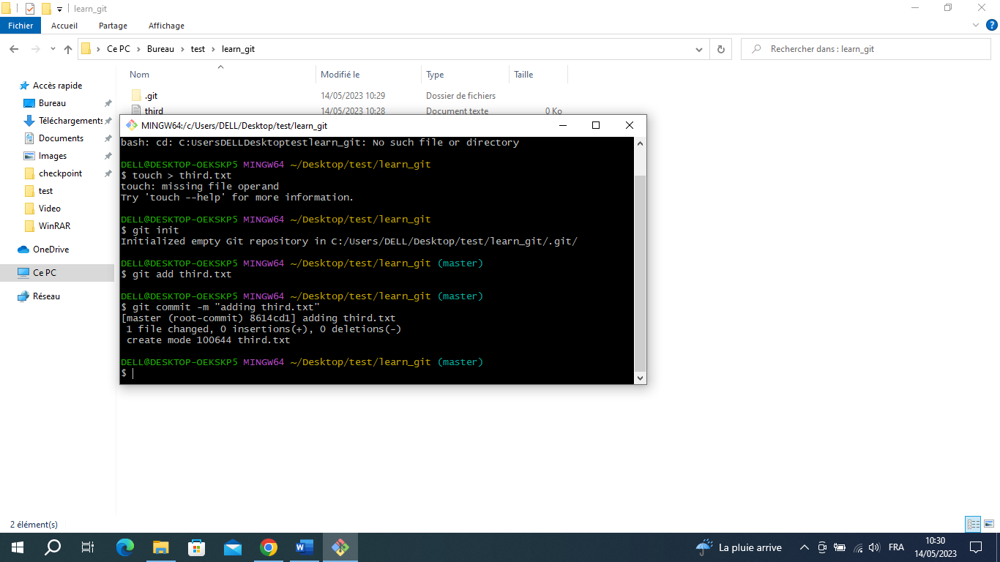 learn_git
Fichier Accueil Partage Affichage
Ce PC Bureau test learn_git Rechercher dans : learn_git
Nom Modifié le Type Taille
Accès rapide
Bureau
Téléchargements
Documents
Images
checkpoint
test
Video
WinRAR
OneDrive
Ce PC
Réseau
.git 14/05/2023 10:29 Dossier de fichiers
third 14/05/2023 10:28 Document texte 0 Ko
MINGW64:/c/Users/DELL/Desktop/test/learn_git
bash: cd: C:UsersDELLDesktoptestlearn_git: No such file or directory
DELL@DESKTOP-OEKSKP5 MINGW64 ~/Desktop/test/learn_git
$ touch > third.txt
touch: missing file operand
Try 'touch --help' for more information.
DELL@DESKTOP-OEKSKP5 MINGW64 ~/Desktop/test/learn_git
$ git init
Initialized empty Git repository in C:/Users/DELL/Desktop/test/learn_git/.git/
DELL@DESKTOP-OEKSKP5 MINGW64 ~/Desktop/test/learn_git (master)
$ git add third.txt
DELL@DESKTOP-OEKSKP5 MINGW64 ~/Desktop/test/learn_git (master)
$ git commit -m "adding third.txt"
[master (root-commit) 8614cd1] adding third.txt
1 file changed, 0 insertions(+), 0 deletions(-)
create mode 100644 third.txt
DELL@DESKTOP-OEKSKP5 MINGW64 ~/Desktop/test/learn_git (master)
$
2 élément(s)
La pluie arrive FRA 10:30
14/05/2023